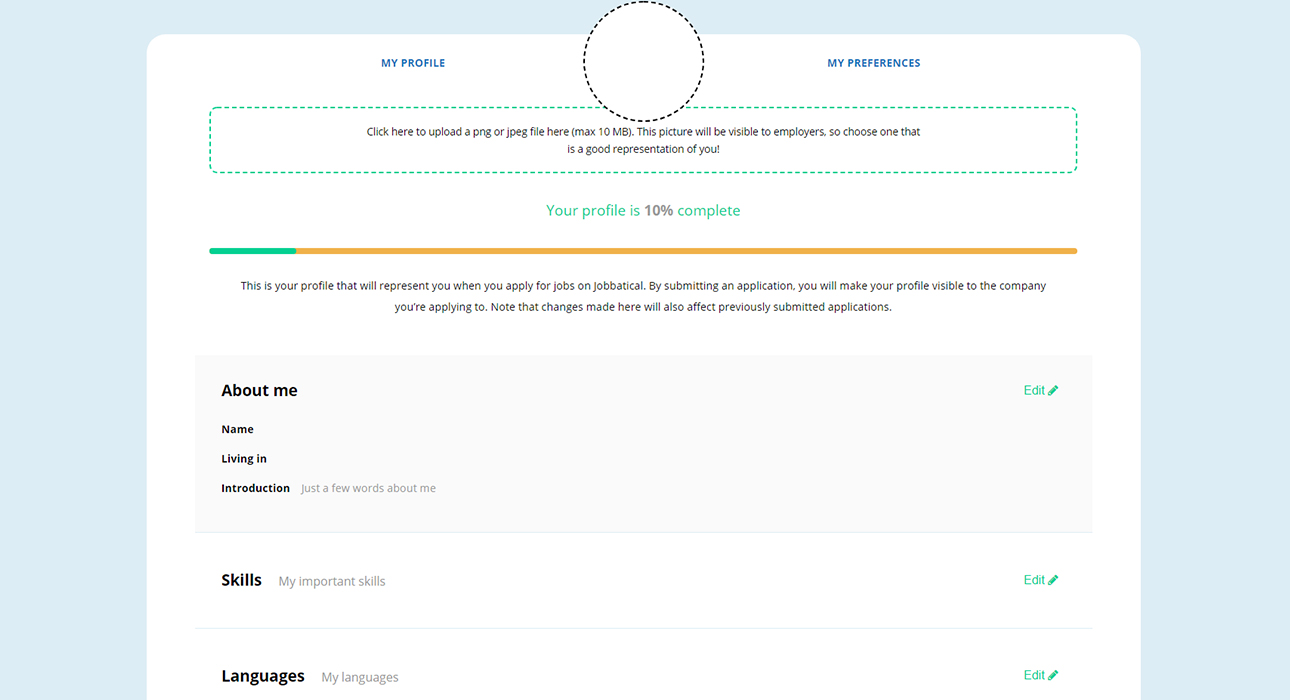 MY PROFILE
MY PREFERENCES
Click here to upload a png or jpeg file here (max 10 MB). This picture will be visible to employers, so choose one that
is a good representation of you!
Your profile is 10% complete
This is your profile that will represent you when you apply for jobs on Jobbatical. By submitting an application, you will make your profile visible to the company
you're applying to. Note that changes made here will also affect previously submitted applications.
About me
Edit
Name
Living in
Introduction Just a few words about me
Skills My important skills
Edit
Languages My languages
Edit